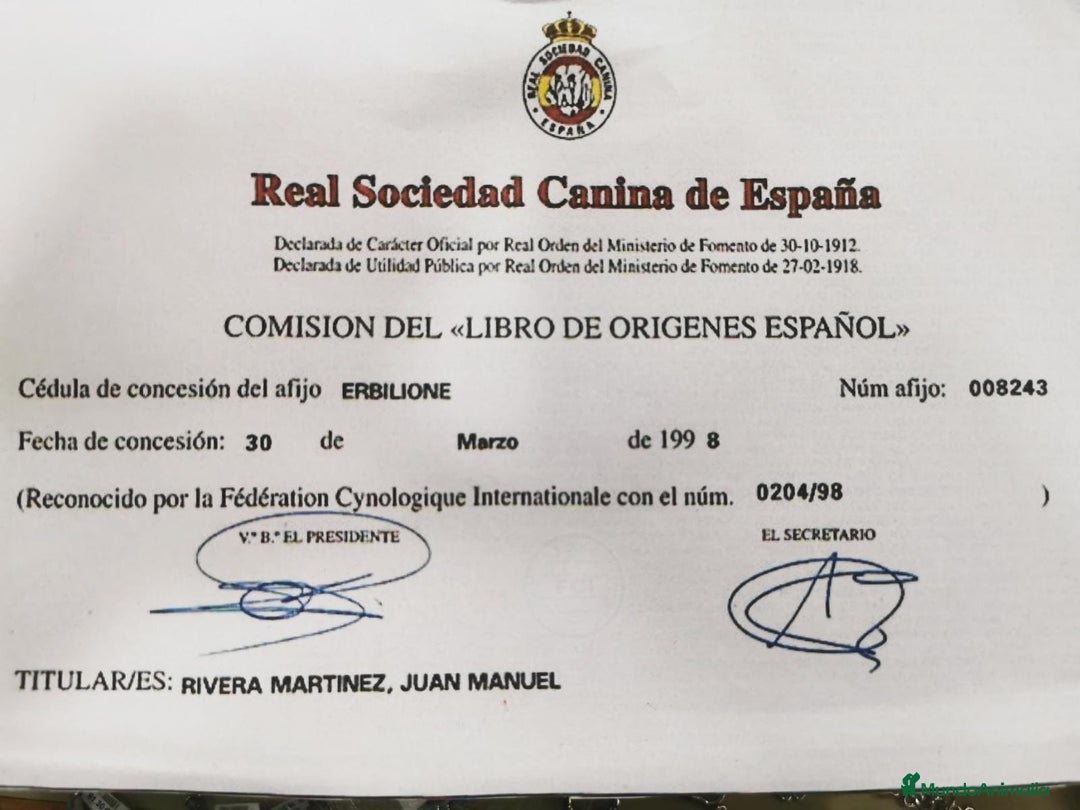 REAL SOCIEDAD CANINA
ESPAÑA
Real Sociedad Canina de España
Declarada de Carácter Oficial por Real Orden del Ministerio de Fomento de 30-10-1912.
Declarada de Utilidad Pública por Real Orden del Ministerio de Fomento de 27-02-1918.
COMISION DEL «LIBRO DE ORIGENES ESPAÑOL»
Cédula de concesión del afijo ERBILIONE Núm afijo: 008243
Fecha de concesión: 30 de Marzo de 1998
(Reconocido por la Fédération Cynologique Internationale con el núm. 0204/98 )
V.º B.º EL PRESIDENTE EL SECRETARIO
TITULAR/ES: RIVERA MARTINEZ, JUAN MANUEL
MundoAnimalia